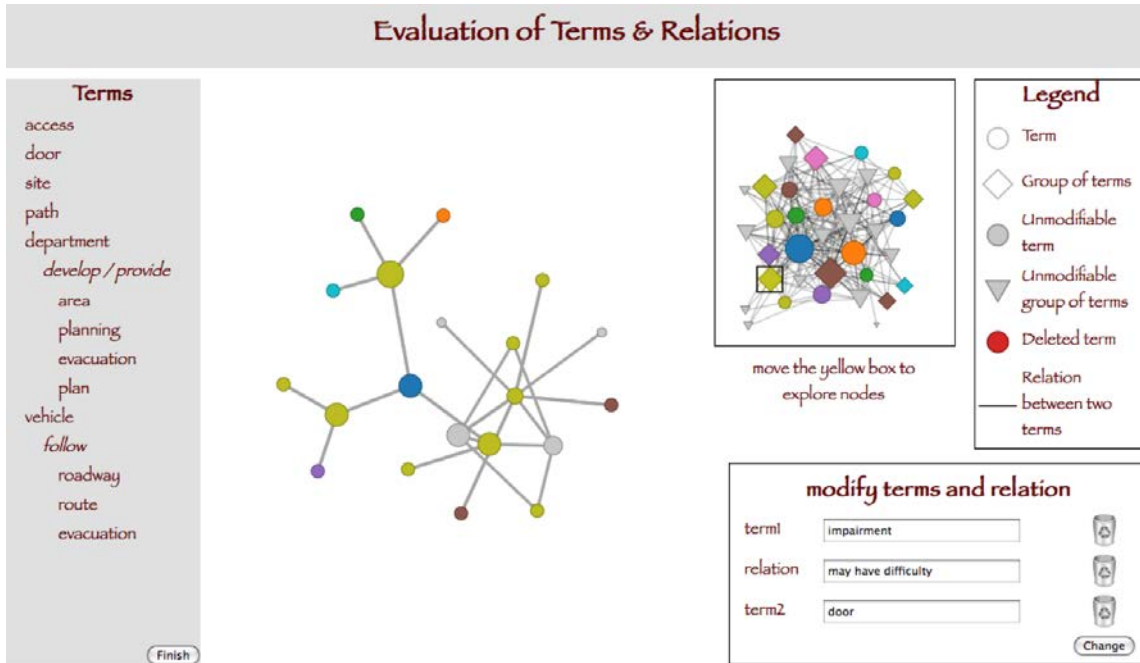 Evaluation of Terms & Relations
Terms
access
door
site
path
department
develop / provide
area
planning
evacuation
plan
vehicle
follow
roadway
route
evacuation
Finish
move the yellow box to
explore nodes
Legend
Term
Group of terms
Unmodifiable
term
Unmodifiable
group of terms
Deleted term
Relation
between two
terms
modify terms and relation
term1
impairment
relation
may have difficulty
term2
door
Change